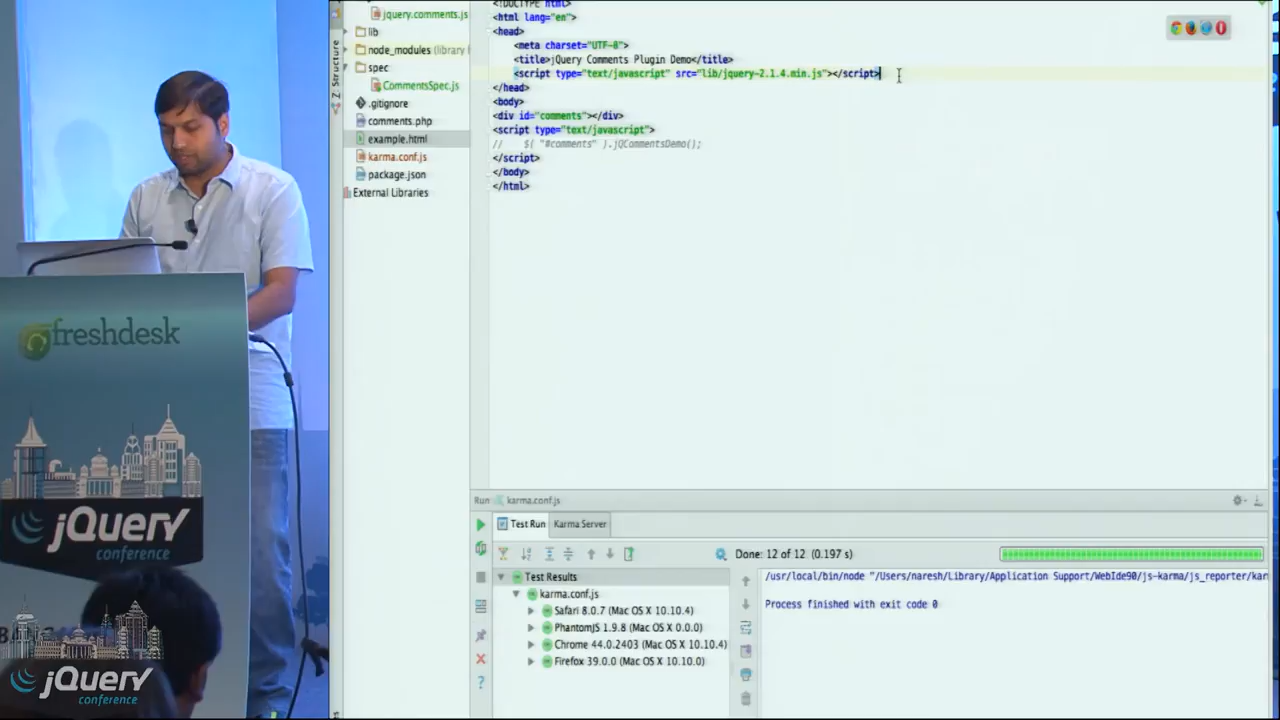 freshdesk
jQuery
conference
jQuery
conference
Z: Structure
jquery.comments.js
lib
node_modules (library
spec
CommentsSpec.js
.gitignore
comments.php
example.html
karma.conf.js
package.json
External Libraries
<!DOCTYPE html>
<html lang="en">
<head>
<meta charset="UTF-8">
<title>jQuery Comments Plugin Demo</title>
<script type="text/javascript" src="lib/jquery-2.1.4.min.js"></script>
</head>
<body>
<div id="comments"></div>
<script type="text/javascript">
// $( "#comments" ).jQCommentsDemo();
</script>
</body>
</html>
Run karma.conf.js
Test Run Karma Server
Done: 12 of 12 (0.197 s)
Test Results
karma.conf.js
Safari 8.0.7 (Mac OS X 10.10.4)
PhantomJS 1.9.8 (Mac OS X 0.0.0)
Chrome 44.0.2403 (Mac OS X 10.10.4)
Firefox 39.0.0 (Mac OS X 10.10.0)
/usr/local/bin/node "/Users/naresh/Library/Application Support/WebIde90/js-karma/js_reporter/kar
Process finished with exit code 0